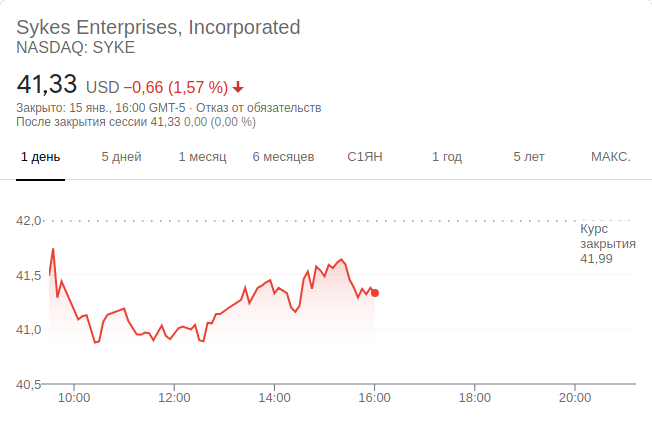 Sykes Enterprises, Incorporated
NASDAQ: SYKE
41,33 USD −0,66 (1,57 %)
Закрыто: 15 янв., 16:00 GMT-5 · Отказ от обязательств
После закрытия сессии 41,33 0,00 (0,00 %)
1 день 5 дней 1 месяц 6 месяцев С1ЯН 1 год 5 лет МАКС.
42,0
Курс
закрытия
41,99
41,5
41,0
40,5
10:00 12:00 14:00 16:00 18:00 20:00